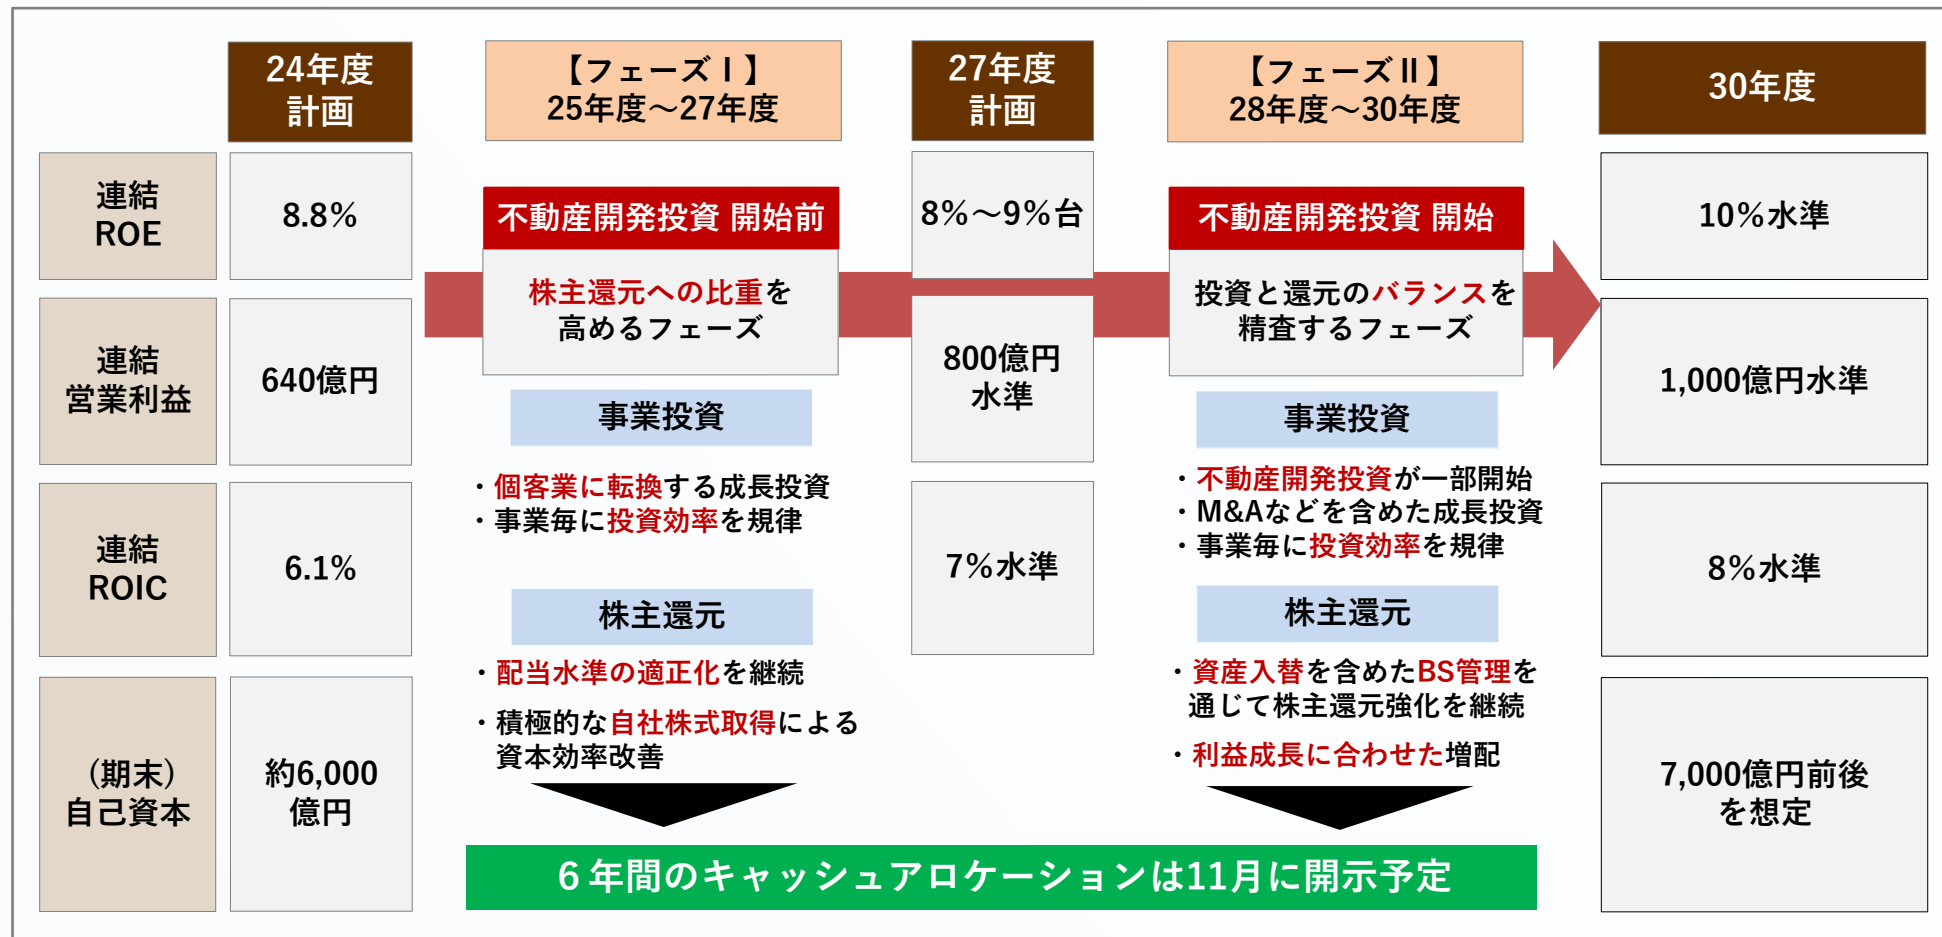 24年度
計画
【フェーズⅠ】
25年度～27年度
27年度
計画
【フェーズⅡ】
28年度～30年度
30年度
連結
ROE
8.8%
8%～9%台
10%水準
連結
営業利益
640億円
800億円
水準
1,000億円水準
連結
ROIC
6.1%
7%水準
8%水準
（期末）
自己資本
約6,000
億円
7,000億円前後
を想定
不動産開発投資 開始前
株主還元への比重を
高めるフェーズ
事業投資
・個客業に転換する成長投資
・事業毎に投資効率を規律
株主還元
・配当水準の適正化を継続
・積極的な自社株式取得による
資本効率改善
不動産開発投資 開始
投資と還元のバランスを
精査するフェーズ
事業投資
・不動産開発投資が一部開始
・M&Aなどを含めた成長投資
・事業毎に投資効率を規律
株主還元
・資産入替を含めたBS管理を
通じて株主還元強化を継続
・利益成長に合わせた増配
６年間のキャッシュアロケーションは11月に開示予定